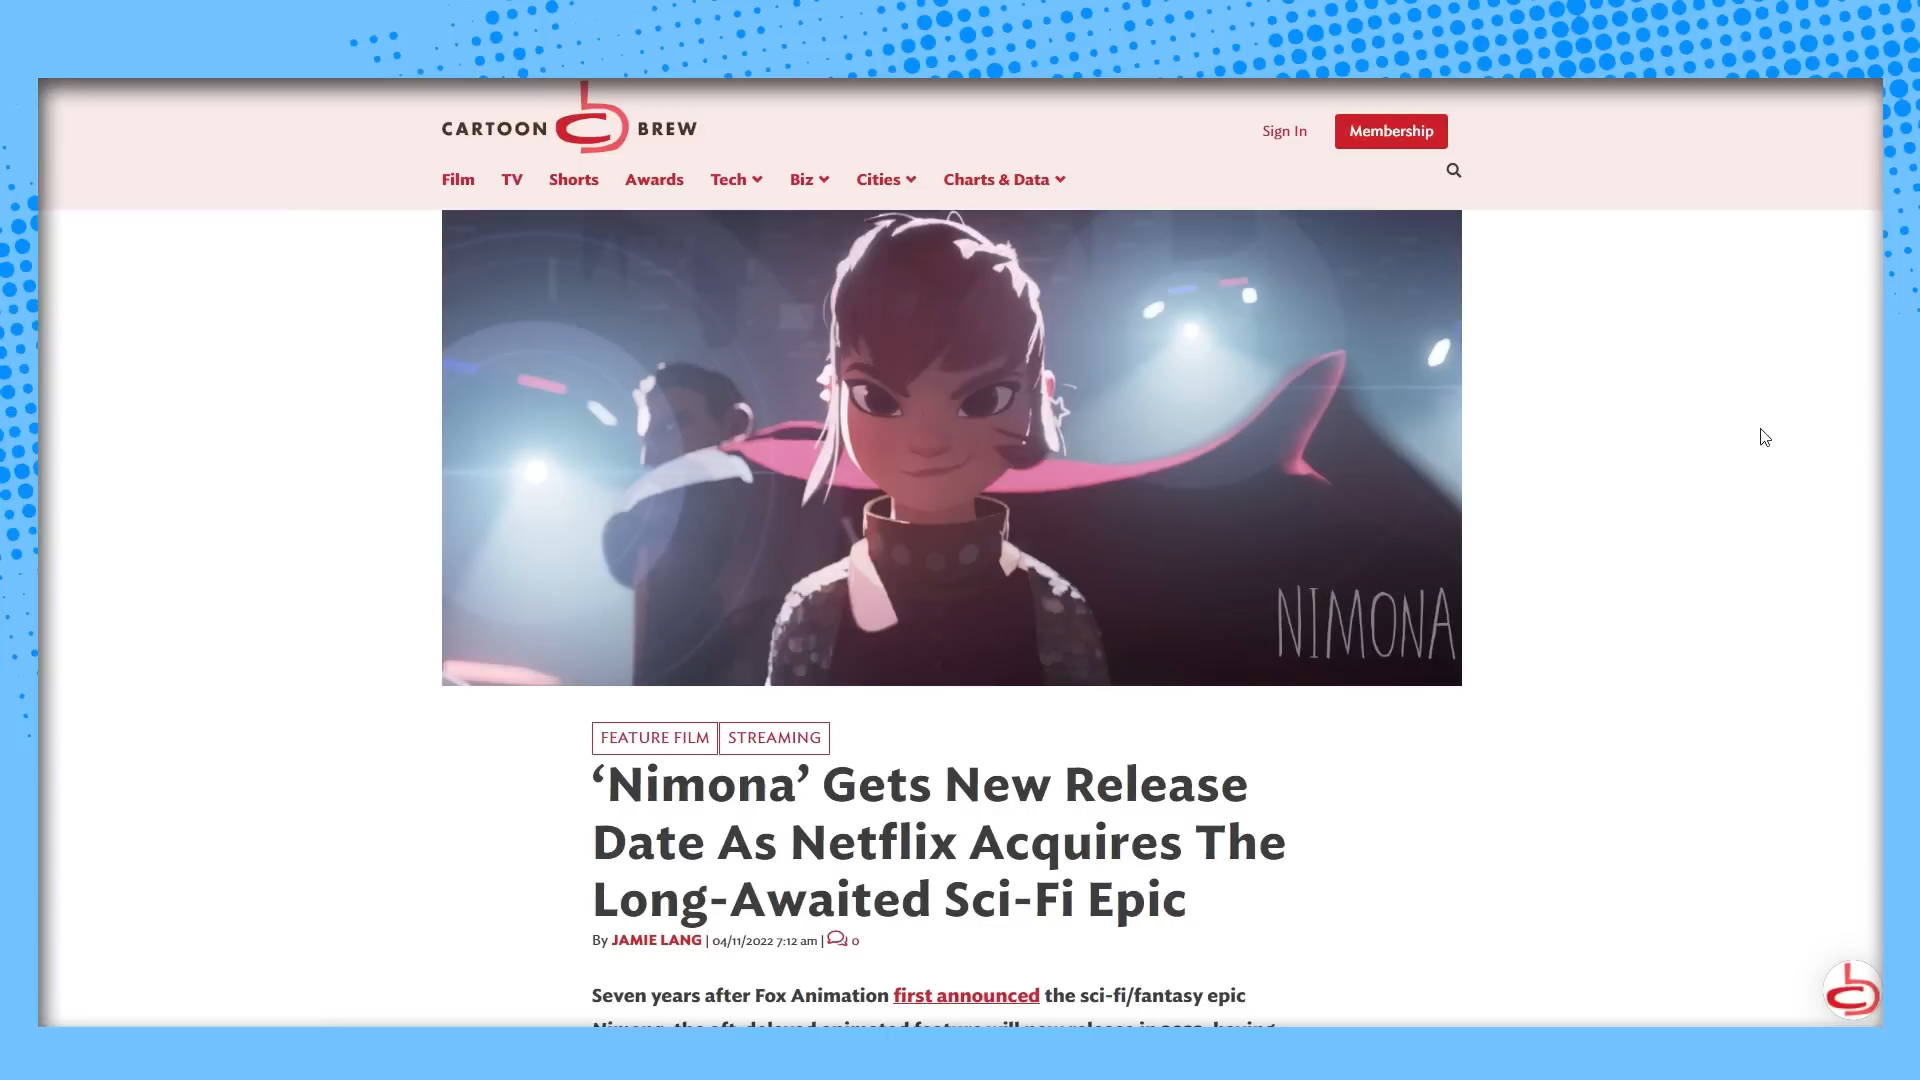 CARTOON BREW
Sign In
Membership
Film TV Shorts Awards Tech Biz Cities Charts & Data
NIMONA
FEATURE FILM STREAMING
‘Nimona’ Gets New Release
Date As Netflix Acquires The
Long-Awaited Sci-Fi Epic
By JAMIE LANG | 04/11/2022 7:12 am | 0
Seven years after Fox Animation first announced the sci-fi/fantasy epic